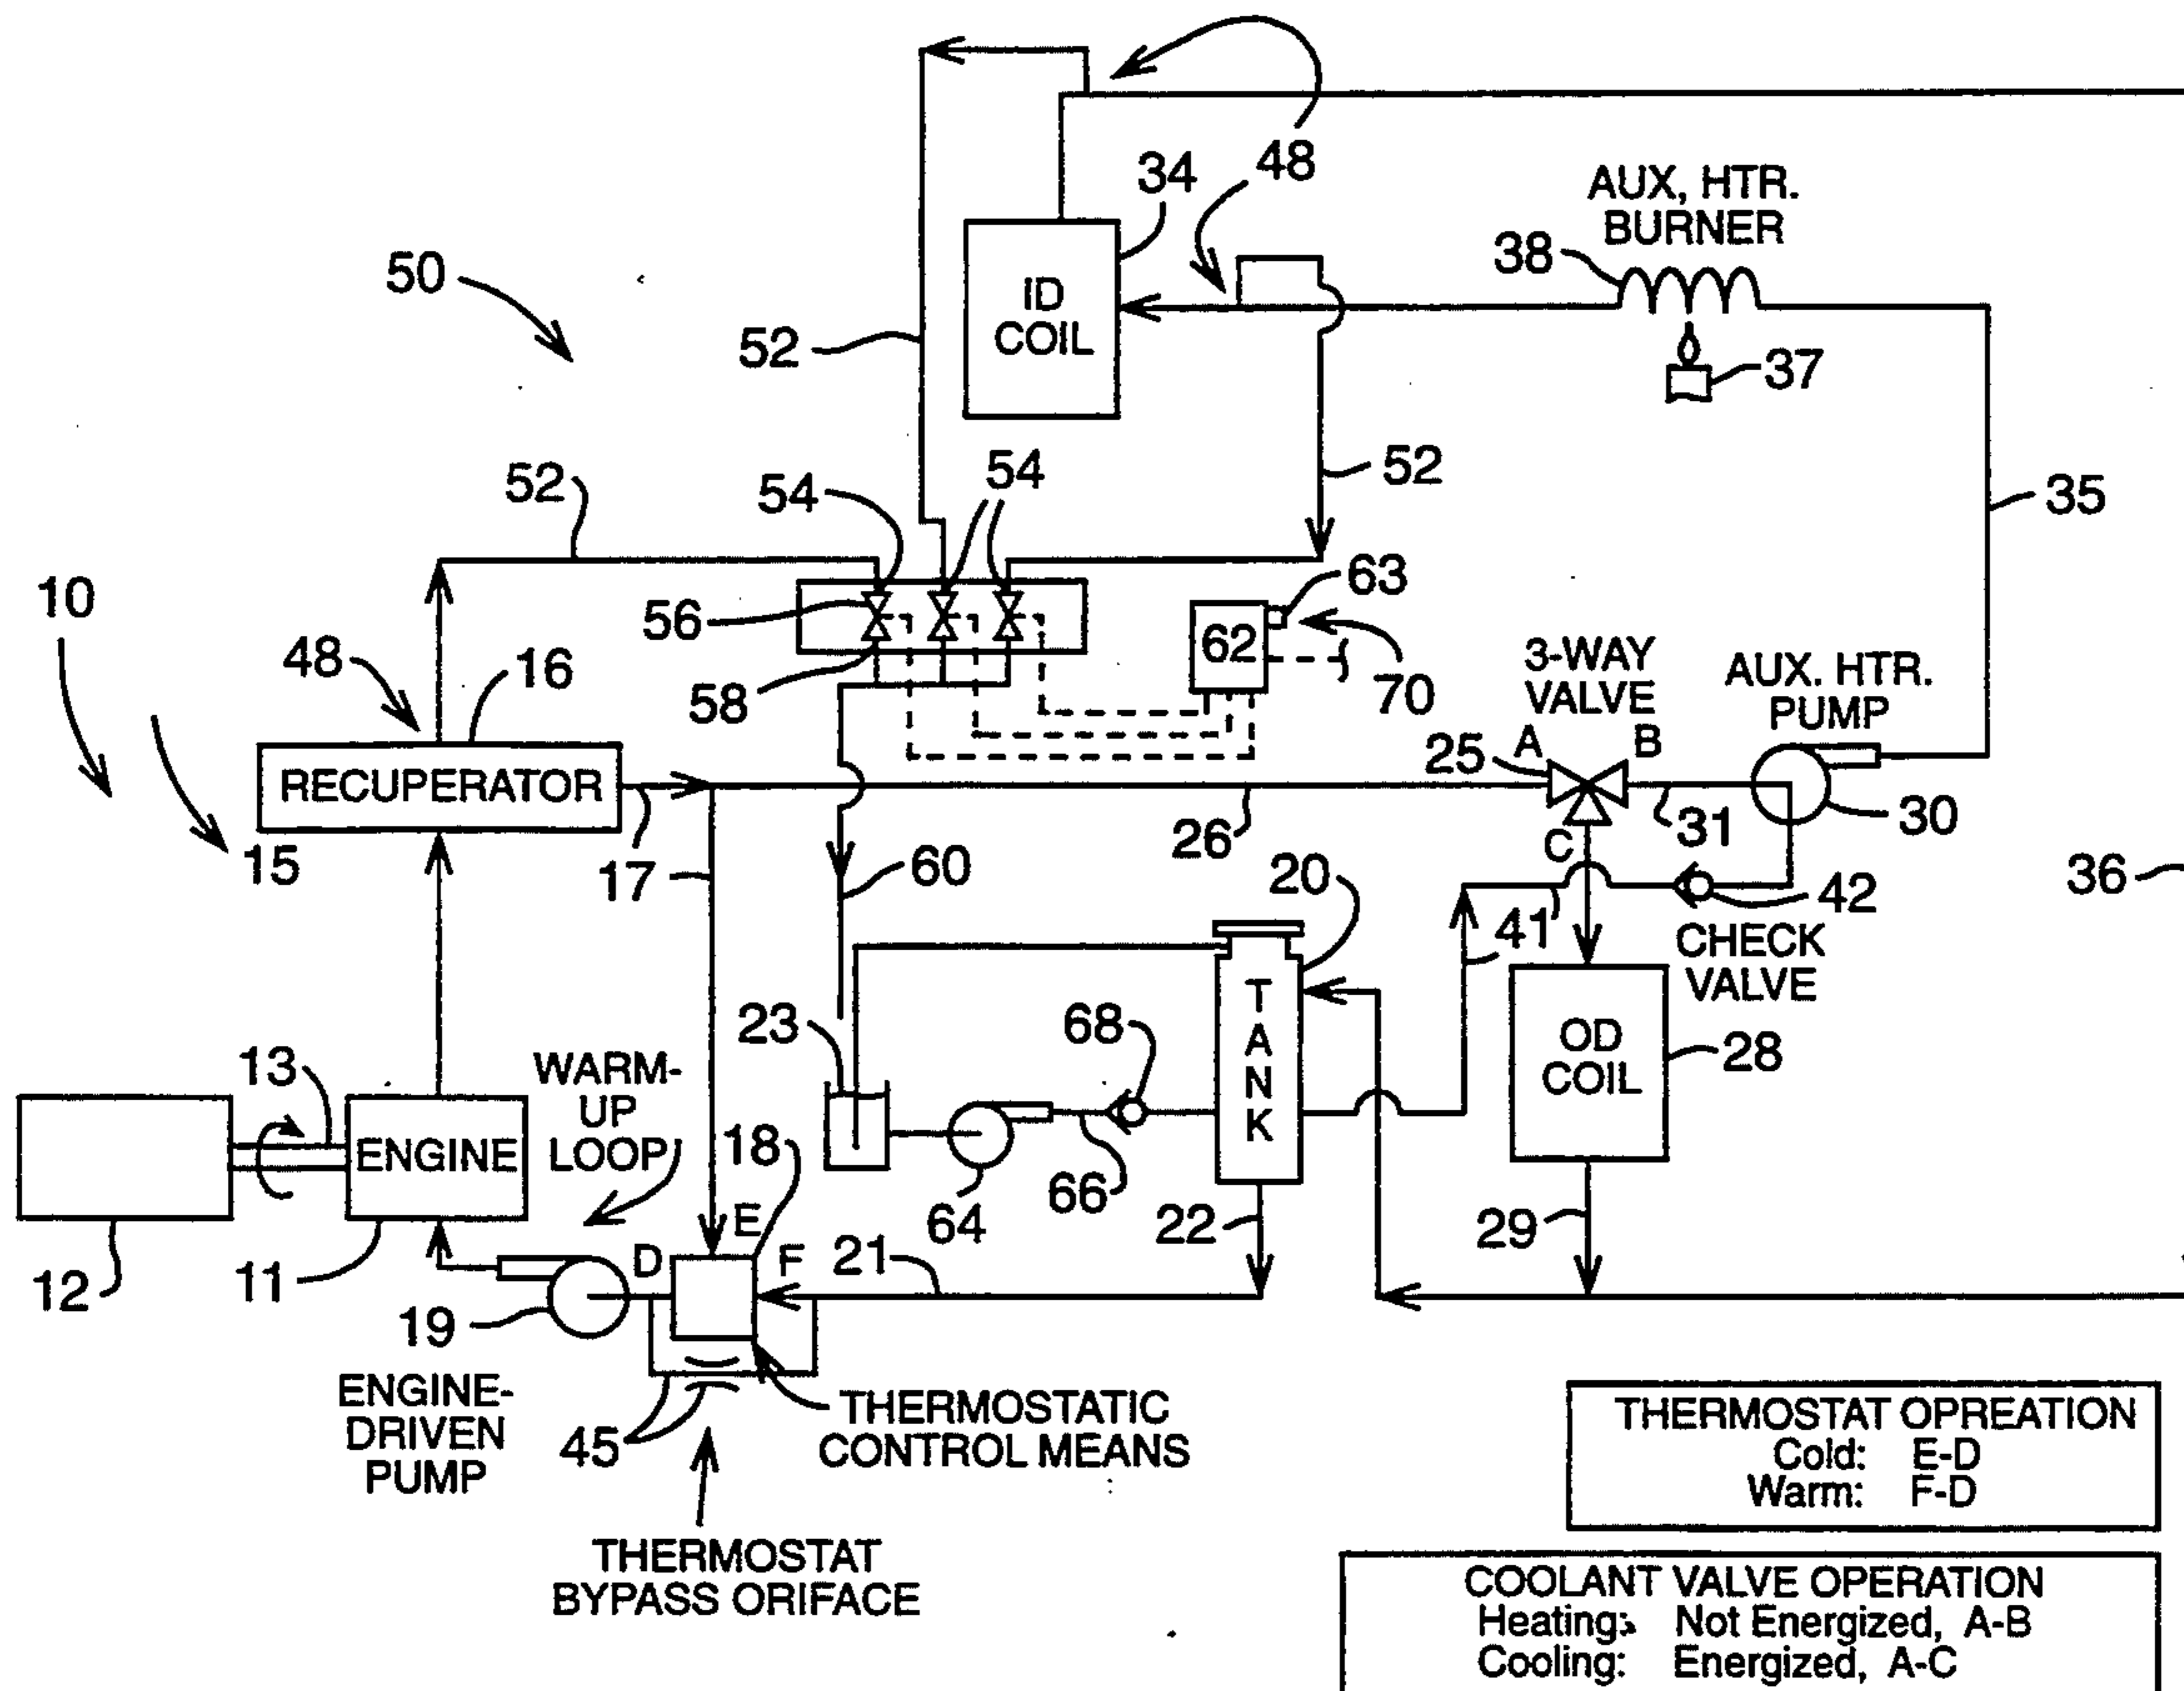 48
34
AUX, HTR.
BURNER
38
50
ID
COIL
52
37
54
54
52
52
35
10
56
63
62
48
16
58
70
3-WAY
VALVE
A
B
AUX. HTR.
PUMP
25
RECUPERATOR
31
30
C
17
26
15
60
20
36
42
41
CHECK
VALVE
T
A
N
K
23
68
OD
COIL
28
13
WARM-
UP
LOOP
ENGINE
18
64
66
22
29
E
D
F
21
12
11
19
ENGINE-
DRIVEN
PUMP
45
THERMOSTATIC
CONTROL MEANS
THERMOSTAT OPREATION
Cold: E-D
Warm: F-D
THERMOSTAT
BYPASS ORIFACE
COOLANT VALVE OPERATION
Heating: Not Energized, A-B
Cooling: Energized, A-C